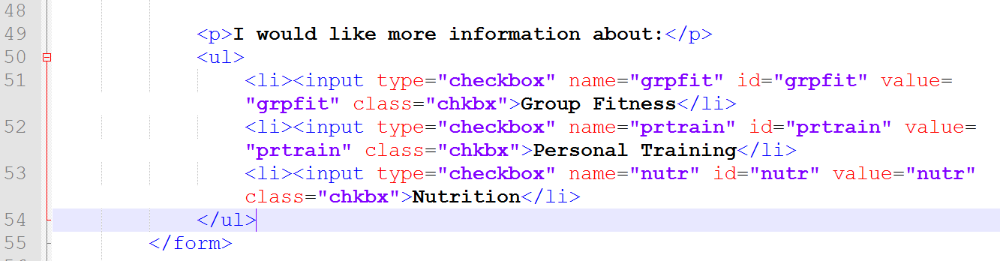 48
49 <p>I would like more information about:</p>
50 <ul>
51 <li><input type="checkbox" name="grpfit" id="grpfit" value=
"grpfit" class="chkbx">Group Fitness</li>
52 <li><input type="checkbox" name="prtrain" id="prtrain" value=
"prtrain" class="chkbx">Personal Training</li>
53 <li><input type="checkbox" name="nutr" id="nutr" value="nutr"
class="chkbx">Nutrition</li>
54 </ul>
55 </form>